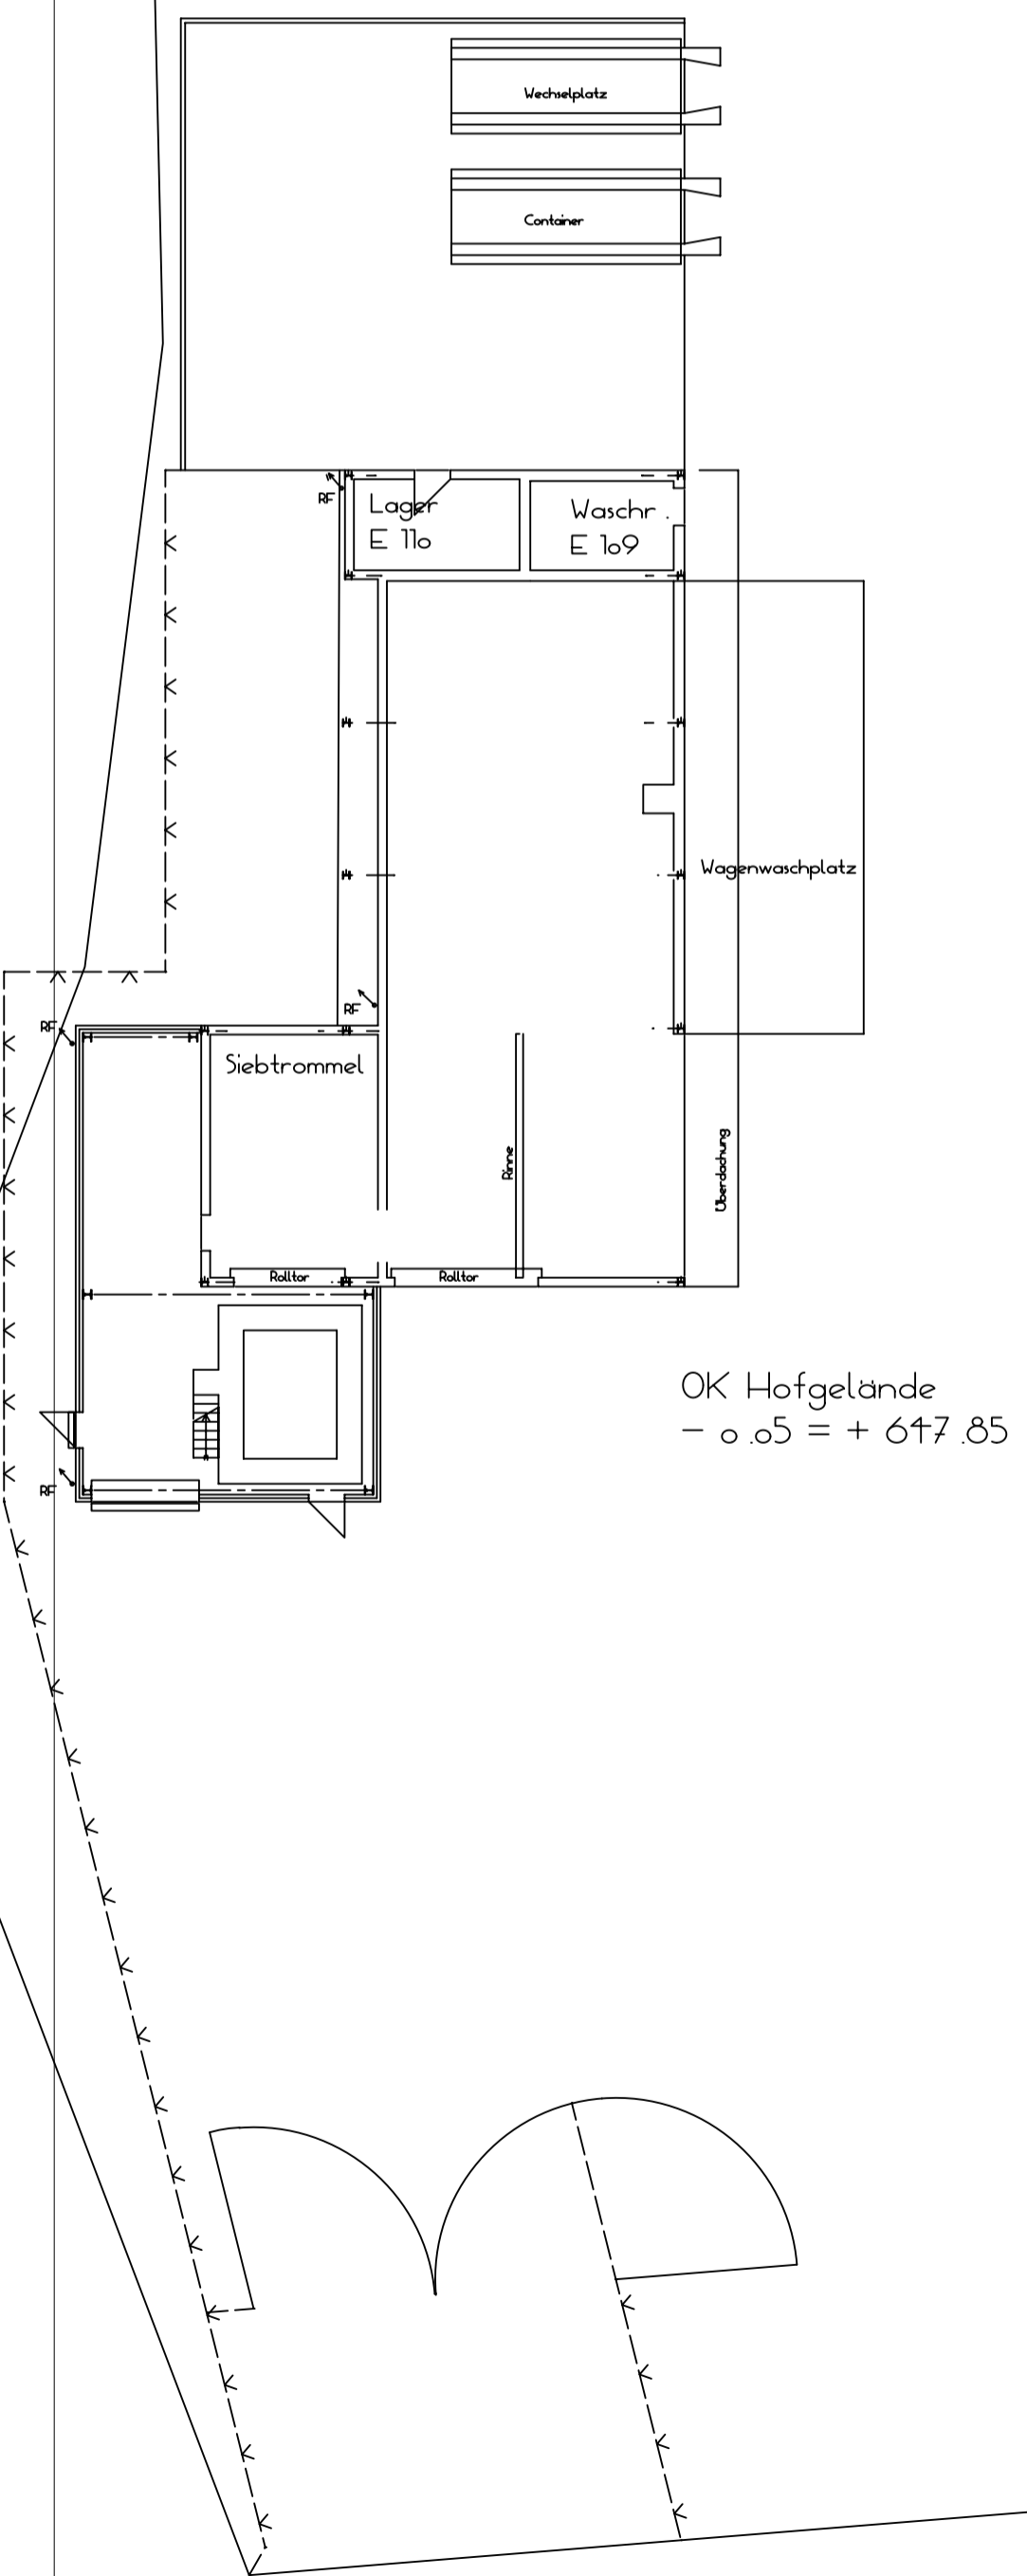 Wechselplatz
Container
RF
Lager
E 11o
Waschr.
E 1o9
Wagenwaschplatz
RF
RF
Siebtrommel
Rinne
Überdachung
Rolltor
Rolltor
OK Hofgelände
- o.o5 = + 647.85
RF